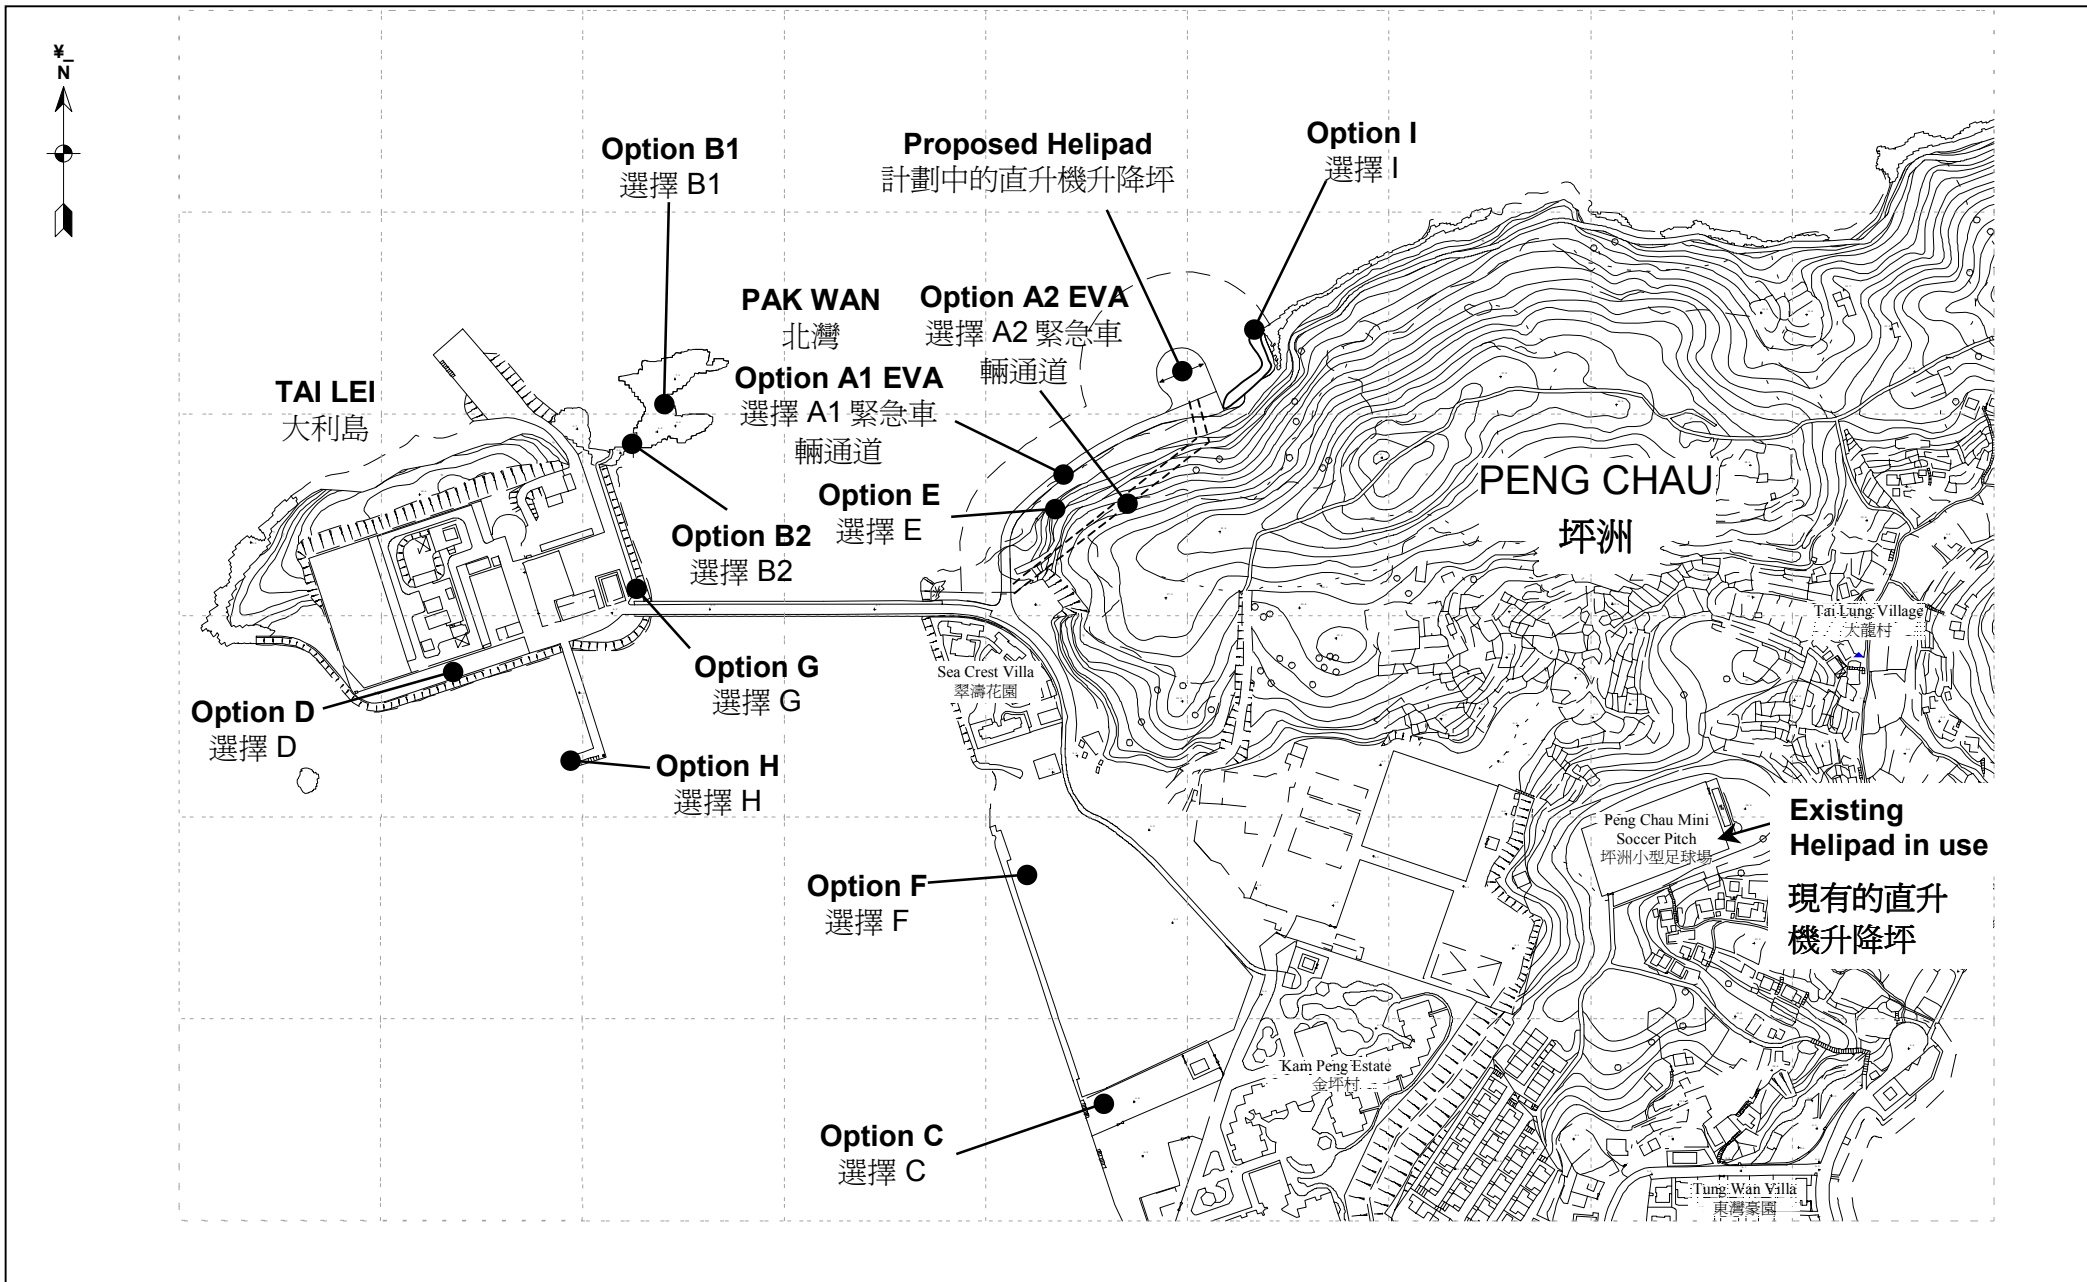 ¥_
N
Option B1
選擇 B1
Proposed Helipad
計劃中的直升機升降坪
Option I
選擇 I
PAK WAN
北灣
Option A2 EVA
選擇 A2 緊急車
輛通道
TAI LEI
大利島
Option A1 EVA
選擇 A1 緊急車
輛通道
Option E
選擇 E
PENG CHAU
坪洲
Option B2
選擇 B2
Tai Lung Village
大龍村
Sea Crest Villa
翠濤花園
Option G
選擇 G
Option D
選擇 D
Option H
選擇 H
Peng Chau Mini
Soccer Pitch
坪洲小型足球場
Existing
Helipad in use
現有的直升
機升降坪
Option F
選擇 F
Kam Peng Estate
金坪村
Option C
選擇 C
Tung Wan Villa
東灣豪園